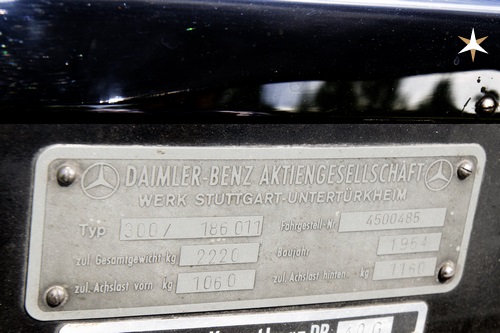 DAIMLER-BENZ AKTIENGESELLSCHAFT
WERK STUTTGART-UNTERTÜRKHEIM
Typ 300/ 186 011 Fahrgestell-Nr 4500485
zul. Gesamtgewicht kg 2220 Baujahr 1954
zul. Achslast vorn kg 1060 zul. Achslast hinten kg 1160